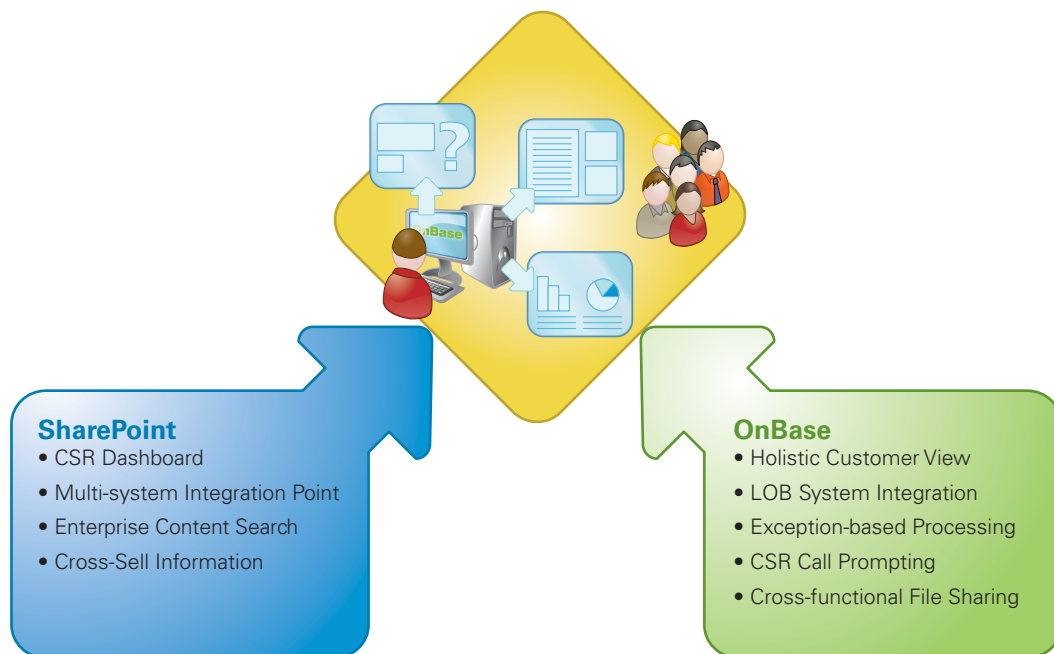 ?
OnBase
SharePoint
• CSR Dashboard
• Multi-system Integration Point
• Enterprise Content Search
• Cross-Sell Information
OnBase
• Holistic Customer View
• LOB System Integration
• Exception-based Processing
• CSR Call Prompting
• Cross-functional File Sharing